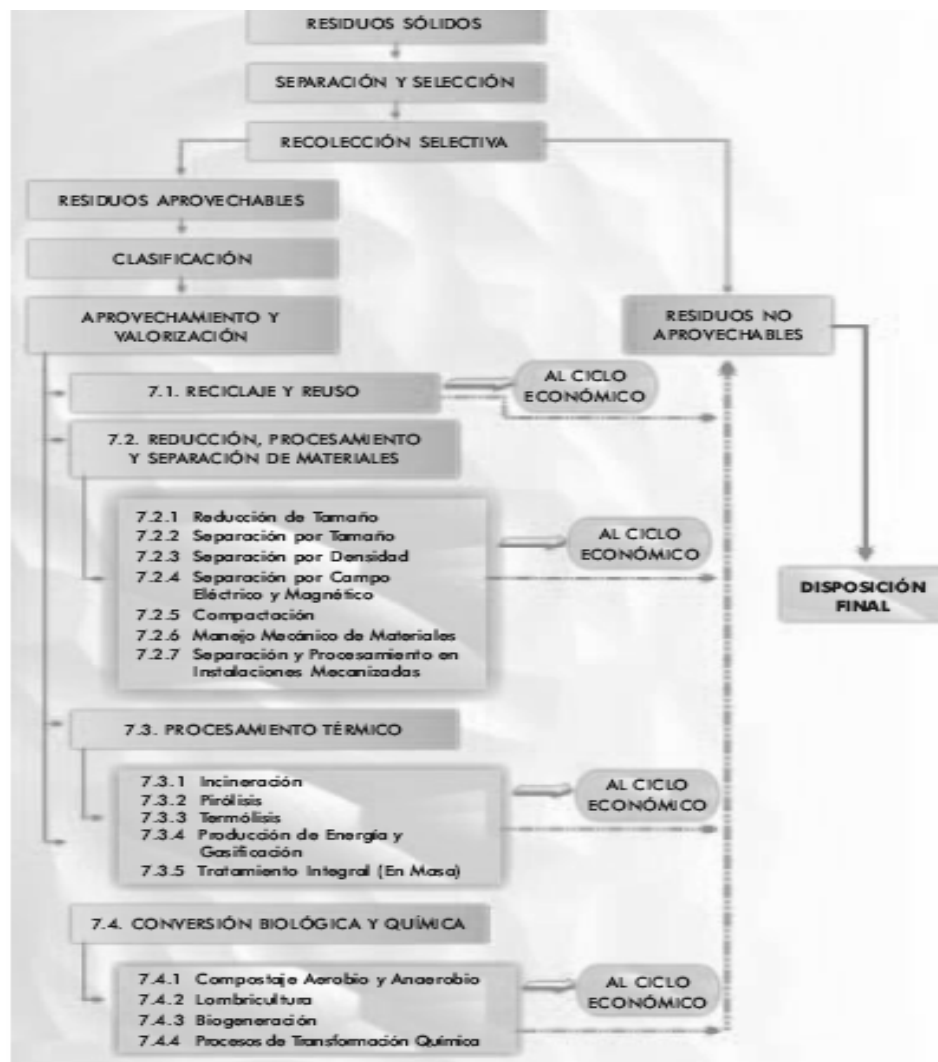 RESIDUOS SÓLIDOS
SEPARACIÓN Y SELECCIÓN
RECOLECCIÓN SELECTIVA
RESIDUOS APROVECHABLES
CLASIFICACIÓN
APROVECHAMIENTO Y
VALORIZACIÓN
RESIDUOS NO
APROVECHABLES
7.1. RECICLAJE Y REUSO
AL CICLO
ECONÓMICO
7.2. REDUCCIÓN, PROCESAMIENTO
Y SEPARACIÓN DE MATERIALES
7.2.1 Reducción de Tamaño
7.2.2 Separación por Tamaño
7.2.3 Separación por Densidad
7.2.4 Separación por Campo
Eléctrico y Magnético
7.2.5 Compactación
7.2.6 Manejo Mecánico de Materiales
7.2.7 Separación y Procesamiento en
Instalaciones Mecanizadas
AL CICLO
ECONÓMICO
DISPOSICIÓN
FINAL
7.3. PROCESAMIENTO TÉRMICO
7.3.1 Incineración
7.3.2 Pirólisis
7.3.3 Termólisis
7.3.4 Producción de Energía y
Gasificación
7.3.5 Tratamiento Integral (En Masa)
AL CICLO
ECONÓMICO
7.4. CONVERSIÓN BIOLÓGICA Y QUÍMICA
7.4.1 Compostaje Aerobio y Anaerobio
7.4.2 Lombricultura
7.4.3 Biogeneración
7.4.4 Procesos de Transformación Química
AL CICLO
ECONÓMICO